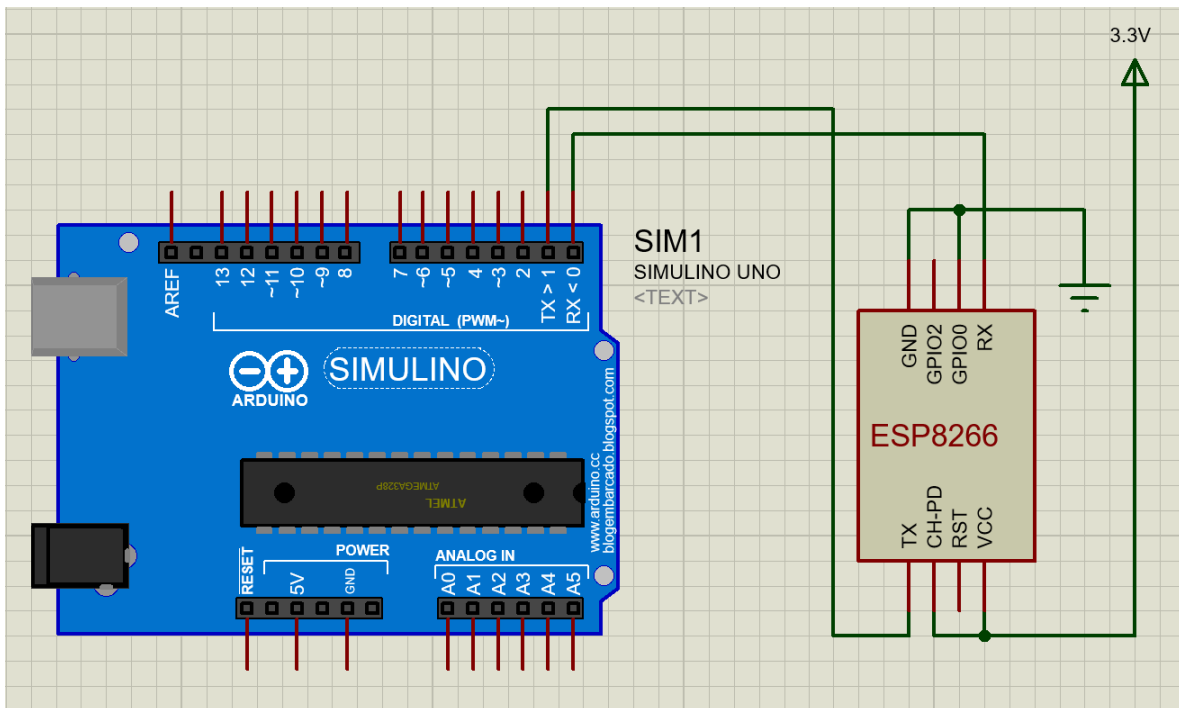 3.3V
AREF
13
12
~11
~10
~9
8
7
~6
~5
4
~3
2
TX > 1
RX < 0
DIGITAL (PWM~)
SIM1
SIMULINO UNO
<TEXT>
SIMULINO
ARDUINO
www.arduino.cc
blogembarcado.blogspot.com
ATMEL
ATMEGA328P
RESET
5V
GND
POWER
ANALOG IN
A0
A1
A2
A3
A4
A5
GND
GPIO2
GPIO0
RX
ESP8266
TX
CH-PD
RST
VCC